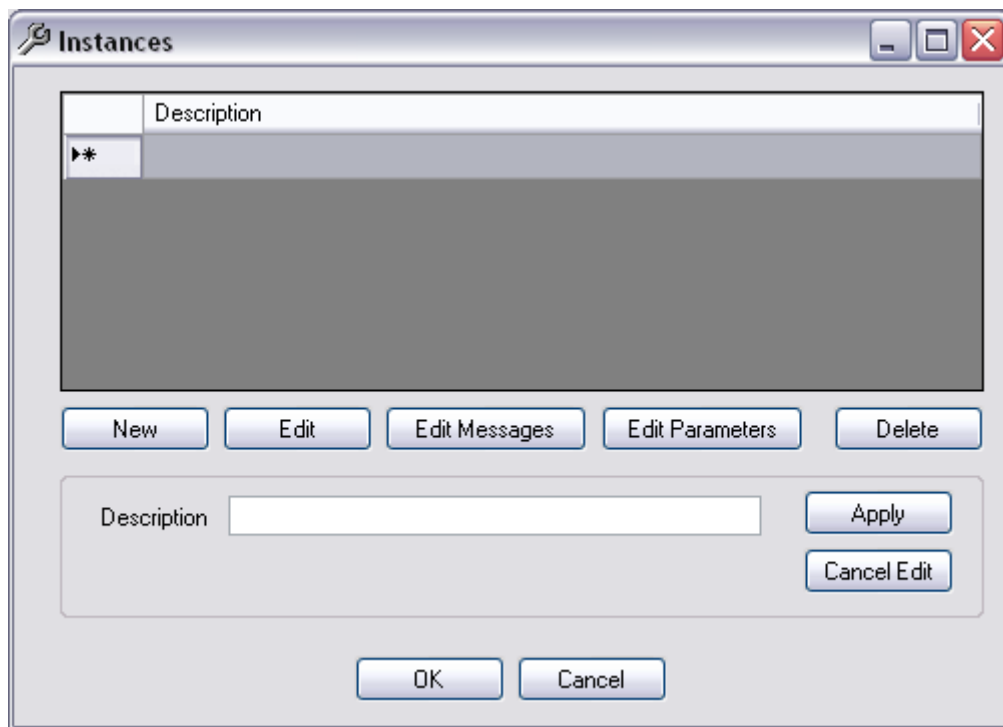 Instances
Description
New Edit Edit Messages Edit Parameters Delete
Description Apply
Cancel Edit
OK Cancel